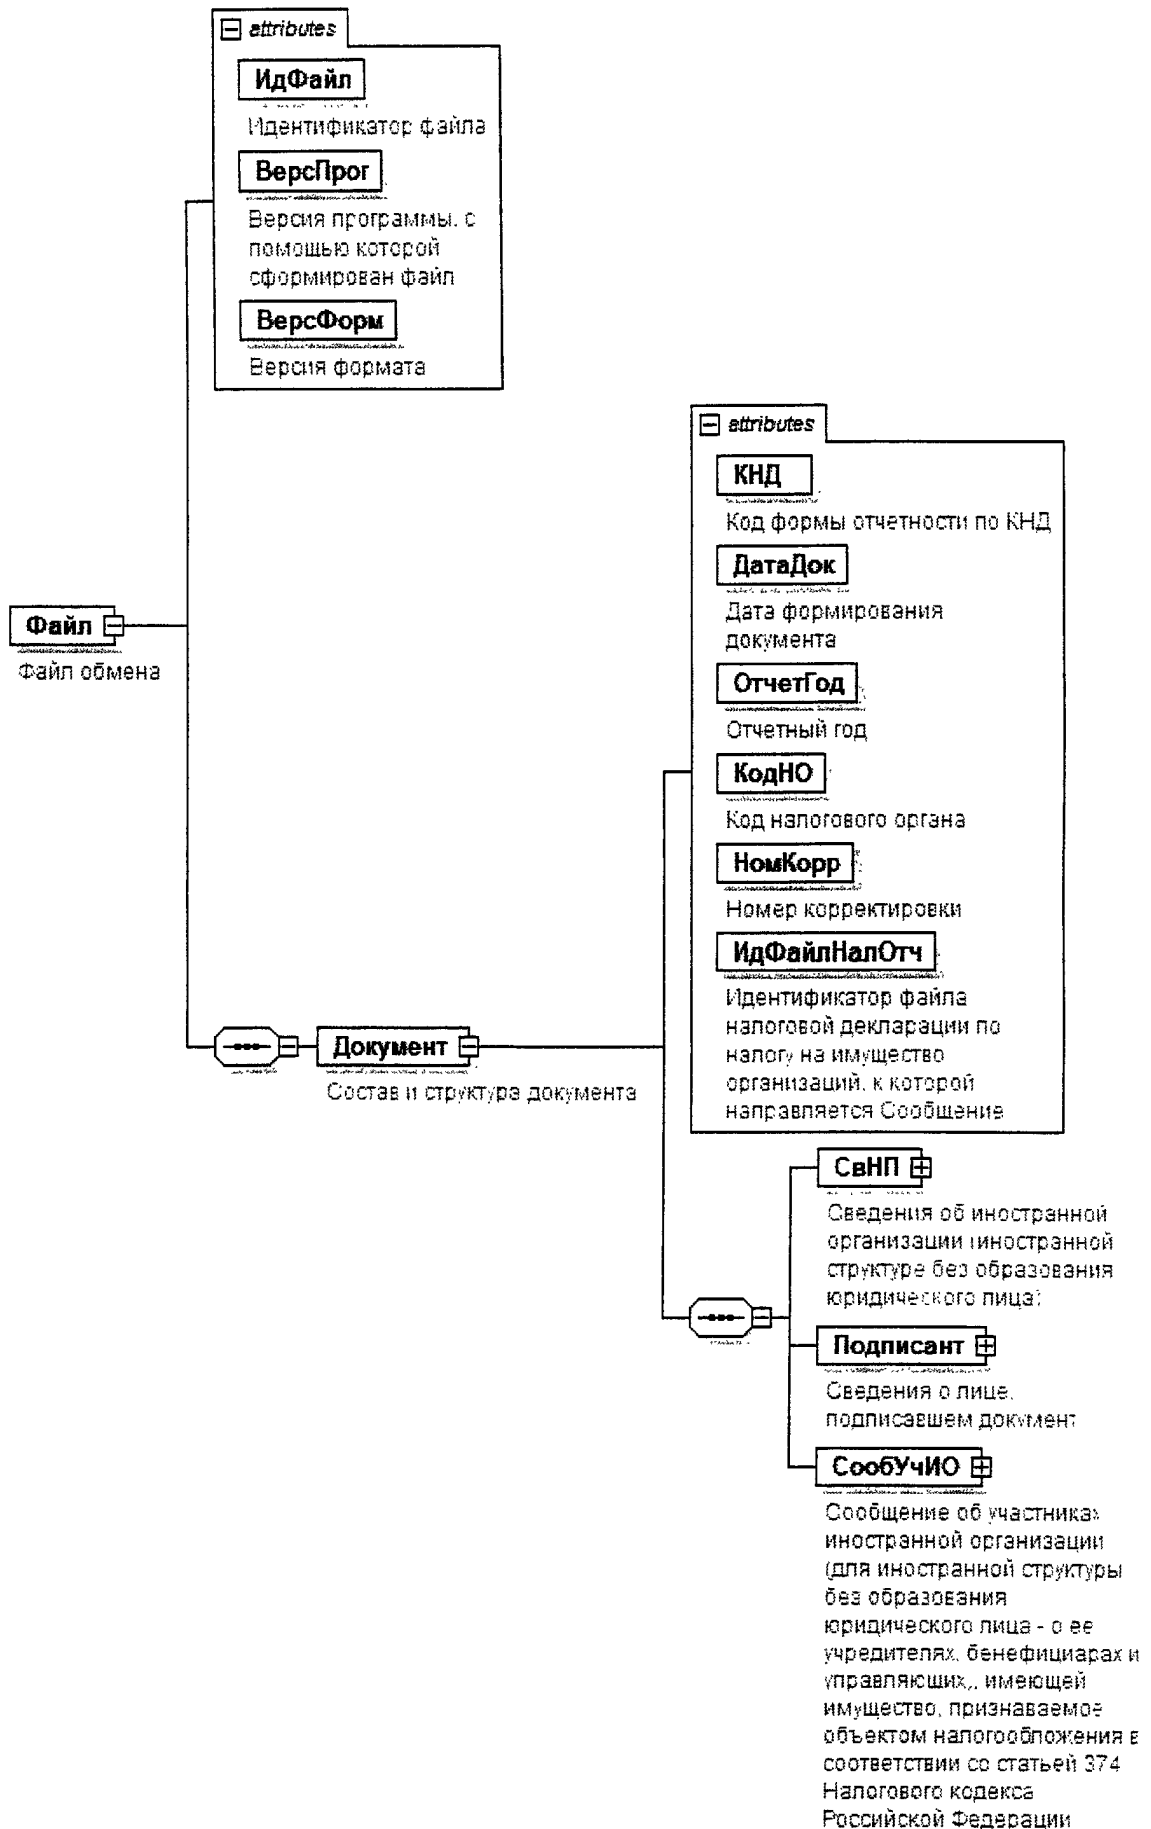 attributes
ИдФайл
Идентификатор файла
ВерсПрог
Версия программы, с
помощью которой
сформирован файл
ВерсФорм
Версия формата
attributes
КНД
Код формы отчетности по КНД
ДатаДок
Дата формирования
документа
Файл
Файл обмена
ОтчетГод
Отчетный год
КодНО
Код налогового органа
НомКорр
Номер корректировки
ИдФайлНалОтч
Идентификатор файла
налоговой декларации по
налогу на имущество
организаций, к которой
направляется Сообщение
Документ
Состав и структура документа
СвНП
Сведения об иностранной
организации (иностранной
структуре без образования
юридического лица)
Подписант
Сведения о лице,
подписавшем документ
СообУчИО
Сообщение об участниках
иностранной организации
(для иностранной структуры
без образования
юридического лица - о ее
учредителях, бенефициарах и
управляющих), имеющей
имущество, признаваемое
объектом налогообложения в
соответствии со статьей 374
Налогового кодекса
Российской Федерации